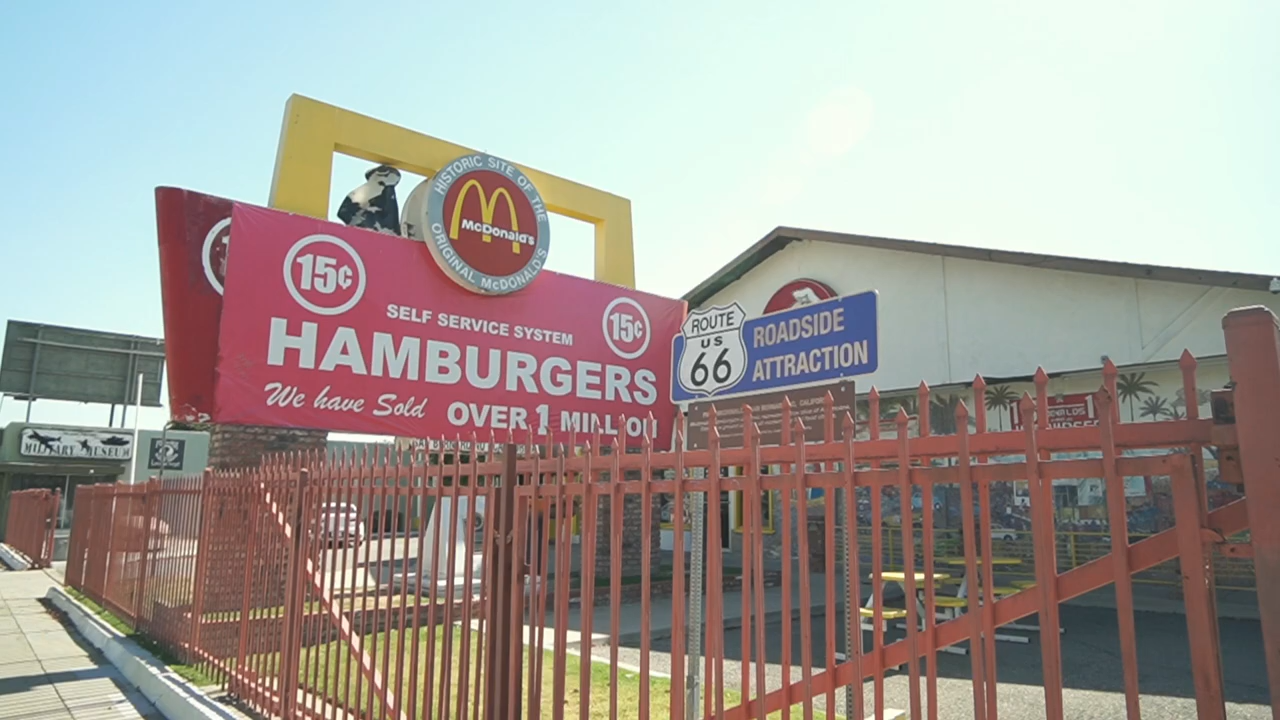 HISTORIC SITE OF THE
McDonald's
ORIGINAL McDONALD'S
15¢
15¢
SELF SERVICE SYSTEM
HAMBURGERS
We have Sold OVER 1 MILLION
ROUTE
US
66
ROADSIDE
ATTRACTION
MILITARY MUSEUM